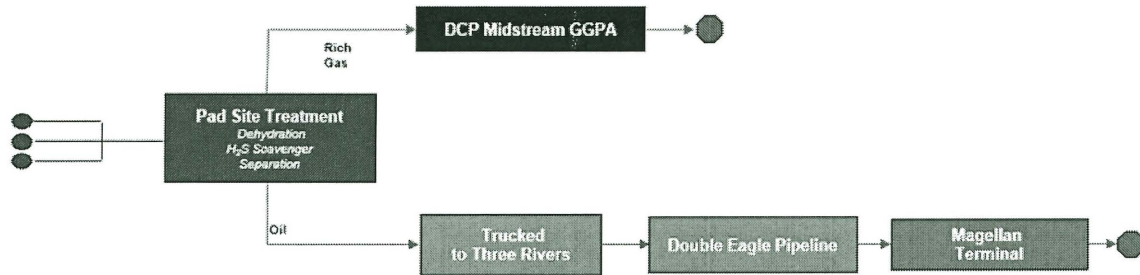 DCP Midstream GGPA
Rich
Gas
Pad Site Treatment
Dehydration
H₂S Scavenger
Separation
Oil
Trucked
to Three Rivers
Double Eagle Pipeline
Magellan
Terminal